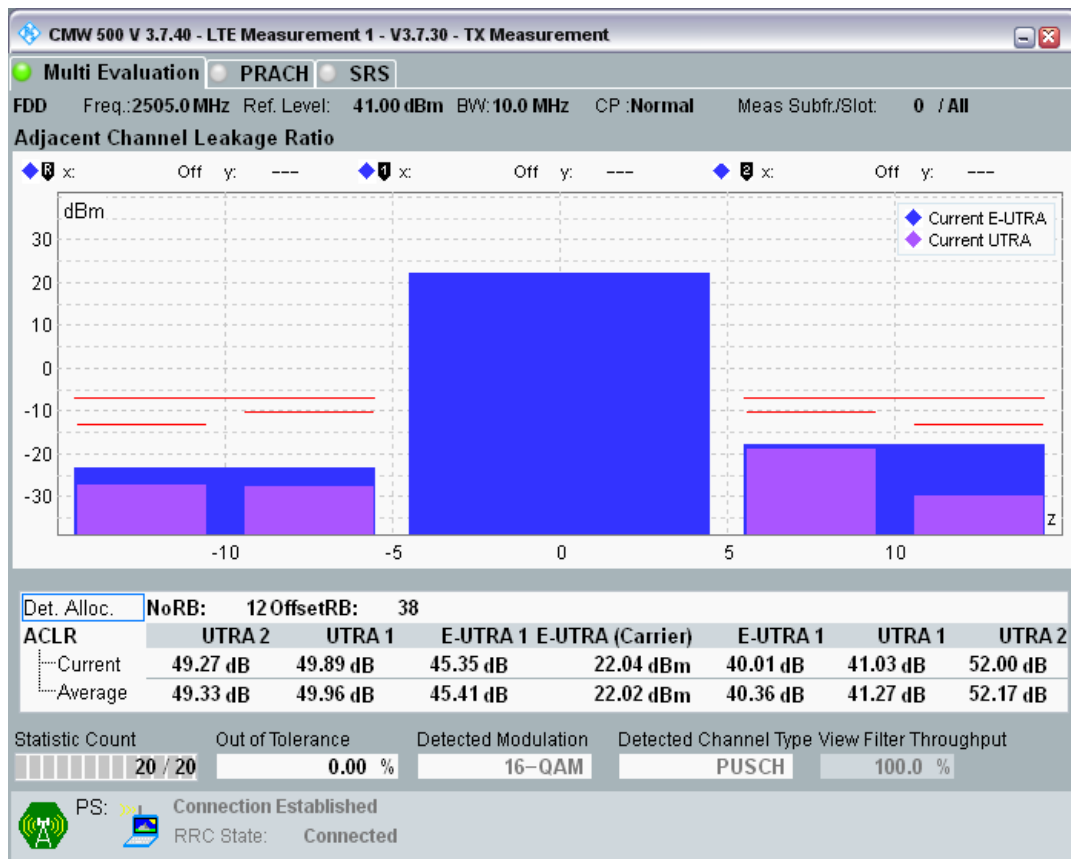 CMW 500 V 3.7.40 - LTE Measurement 1 - V3.7.30 - TX Measurement
Multi Evaluation PRACH SRS
FDD Freq.:2505.0 MHz Ref. Level: 41.00 dBm BW: 10.0 MHz CP :Normal Meas Subfr./Slot: 0 / All
Adjacent Channel Leakage Ratio
R x: Off y: --- 1 x: Off y: --- 2 x: Off y: ---
dBm
Current E-UTRA
Current UTRA
30
20
10
0
-10
-20
-30
z
-10 -5 0 5 10
Det. Alloc. NoRB: 12 OffsetRB: 38
ACLR UTRA 2 UTRA 1 E-UTRA 1 E-UTRA (Carrier) E-UTRA 1 UTRA 1 UTRA 2
Current 49.27 dB 49.89 dB 45.35 dB 22.04 dBm 40.01 dB 41.03 dB 52.00 dB
Average 49.33 dB 49.96 dB 45.41 dB 22.02 dBm 40.36 dB 41.27 dB 52.17 dB
Statistic Count Out of Tolerance Detected Modulation Detected Channel Type View Filter Throughput
20 / 20 0.00 % 16-QAM PUSCH 100.0 %
PS: Connection Established
RRC State: Connected